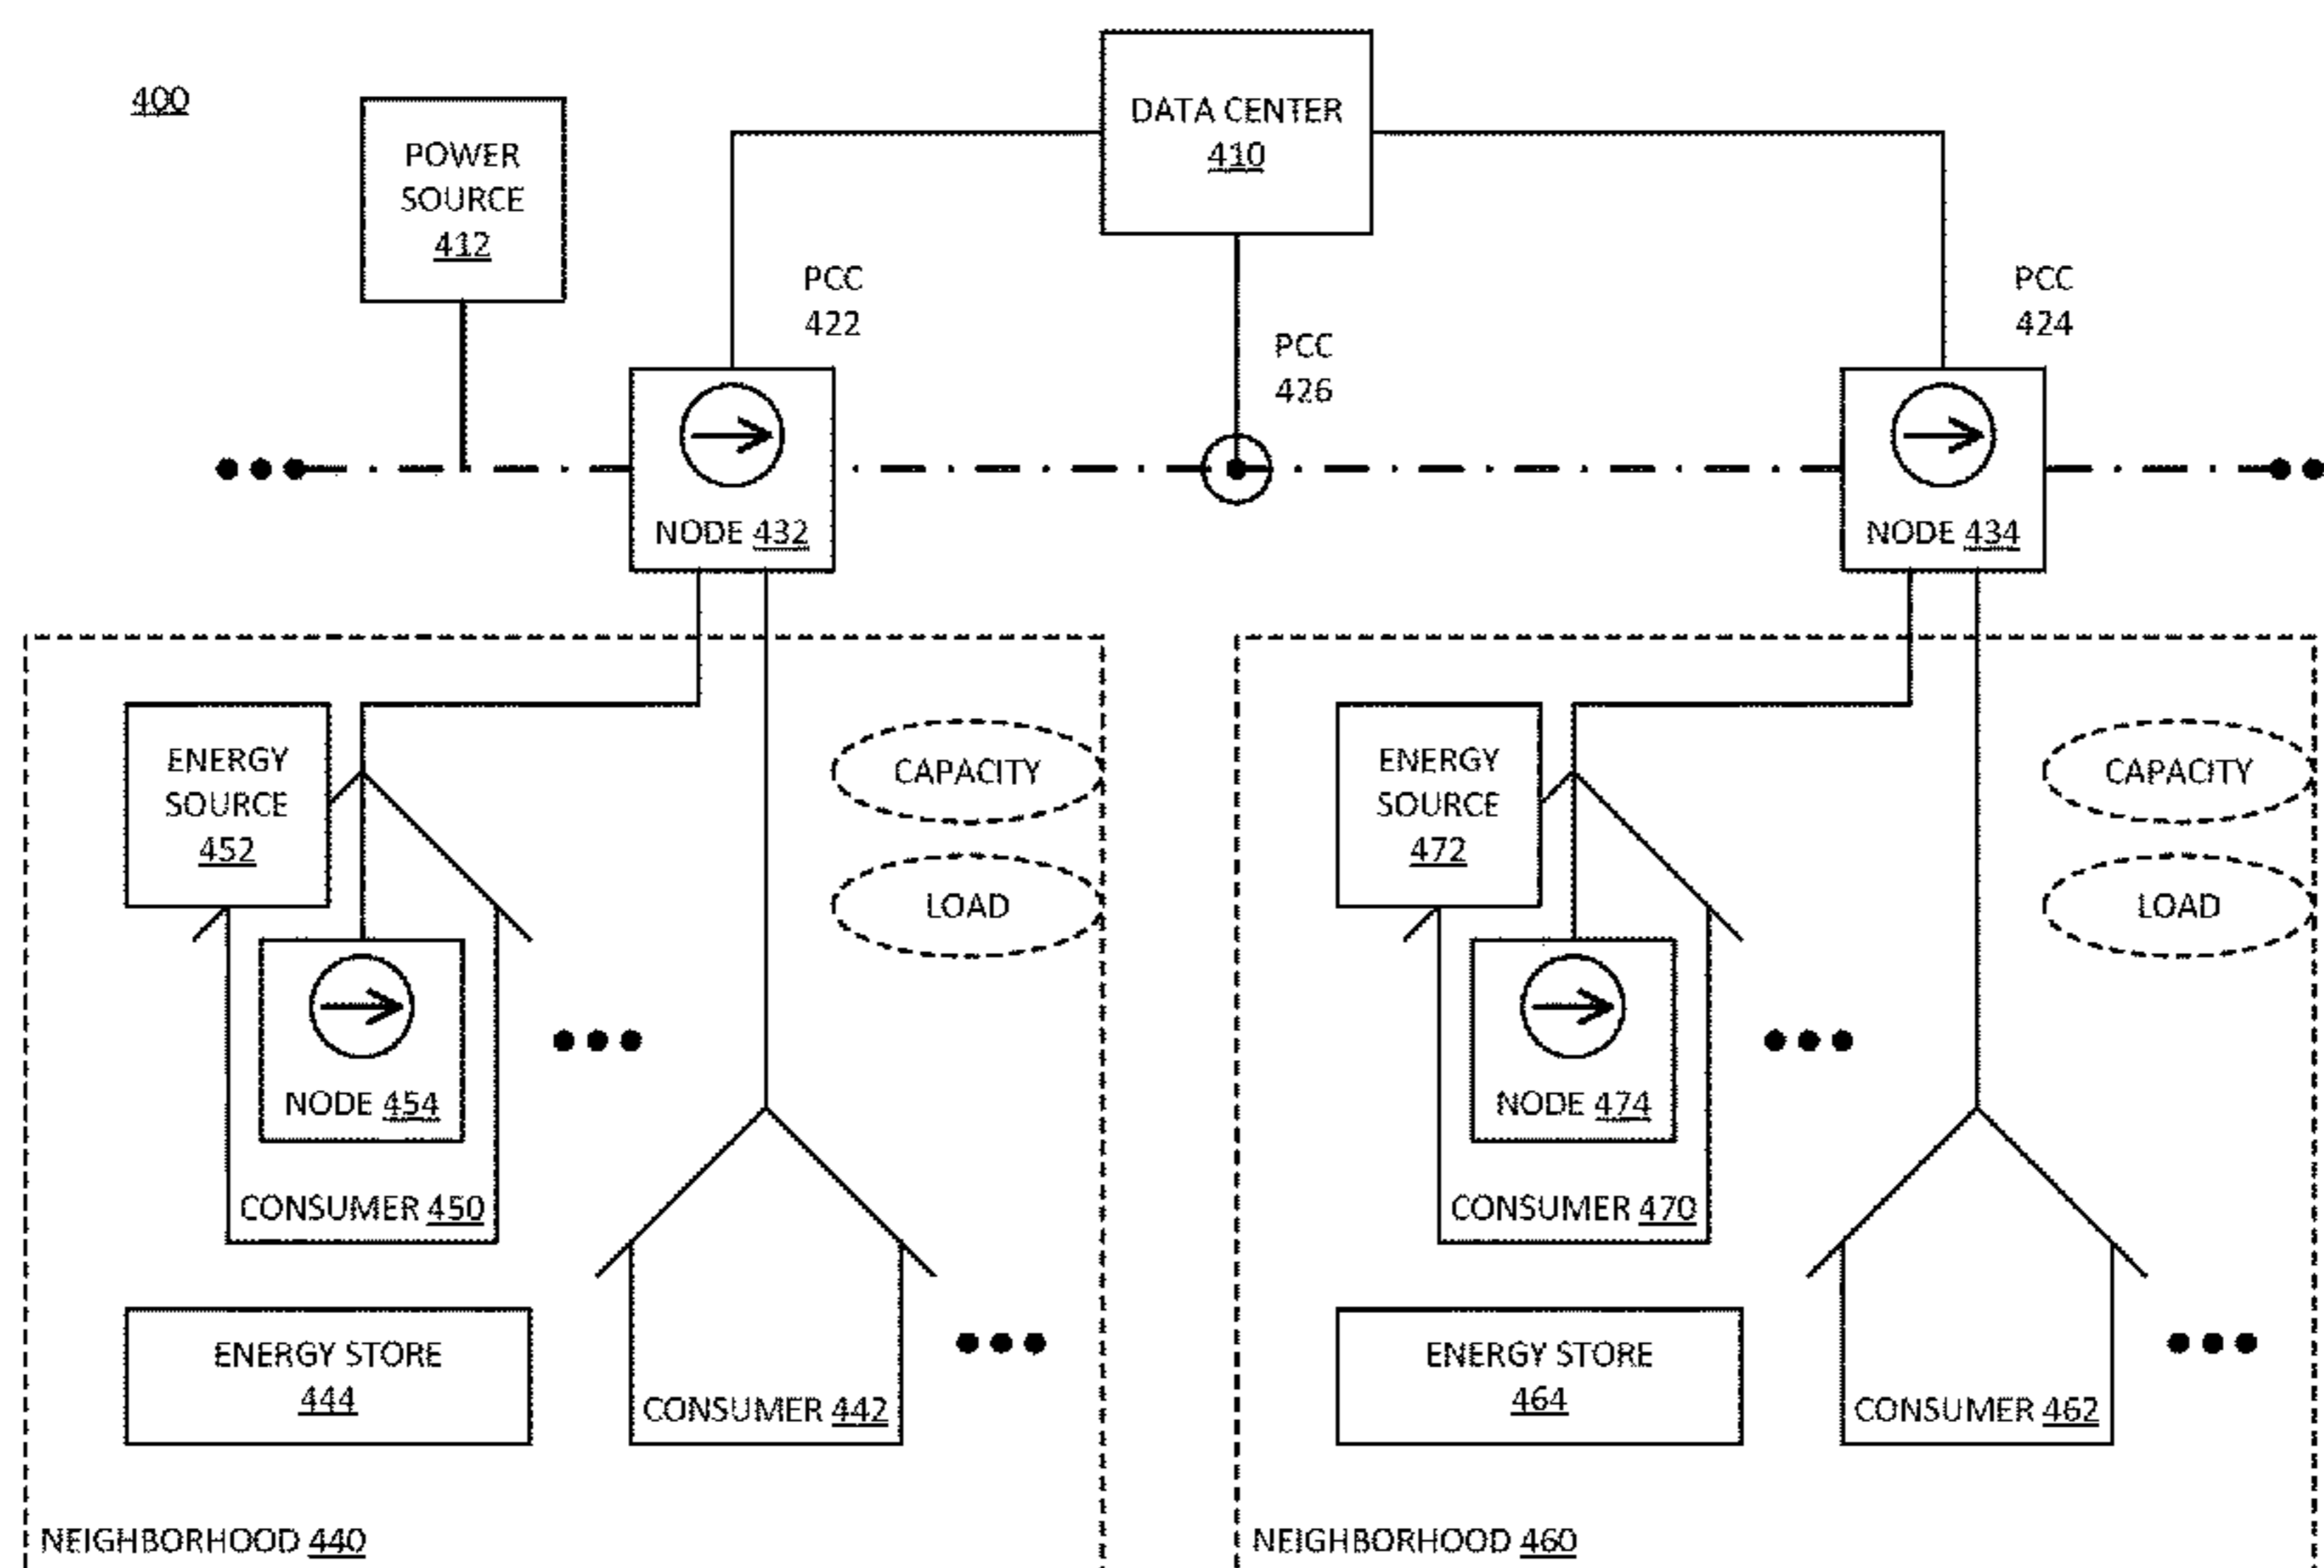 400
POWER
SOURCE
412
DATA CENTER
410
PCC
422
PCC
426
PCC
424
NODE 432
NODE 434
ENERGY
SOURCE
452
CAPACITY
LOAD
NODE 454
CONSUMER 450
ENERGY STORE
444
CONSUMER 442
NEIGHBORHOOD 440
ENERGY
SOURCE
472
CAPACITY
LOAD
NODE 474
CONSUMER 470
ENERGY STORE
464
CONSUMER 462
NEIGHBORHOOD 460